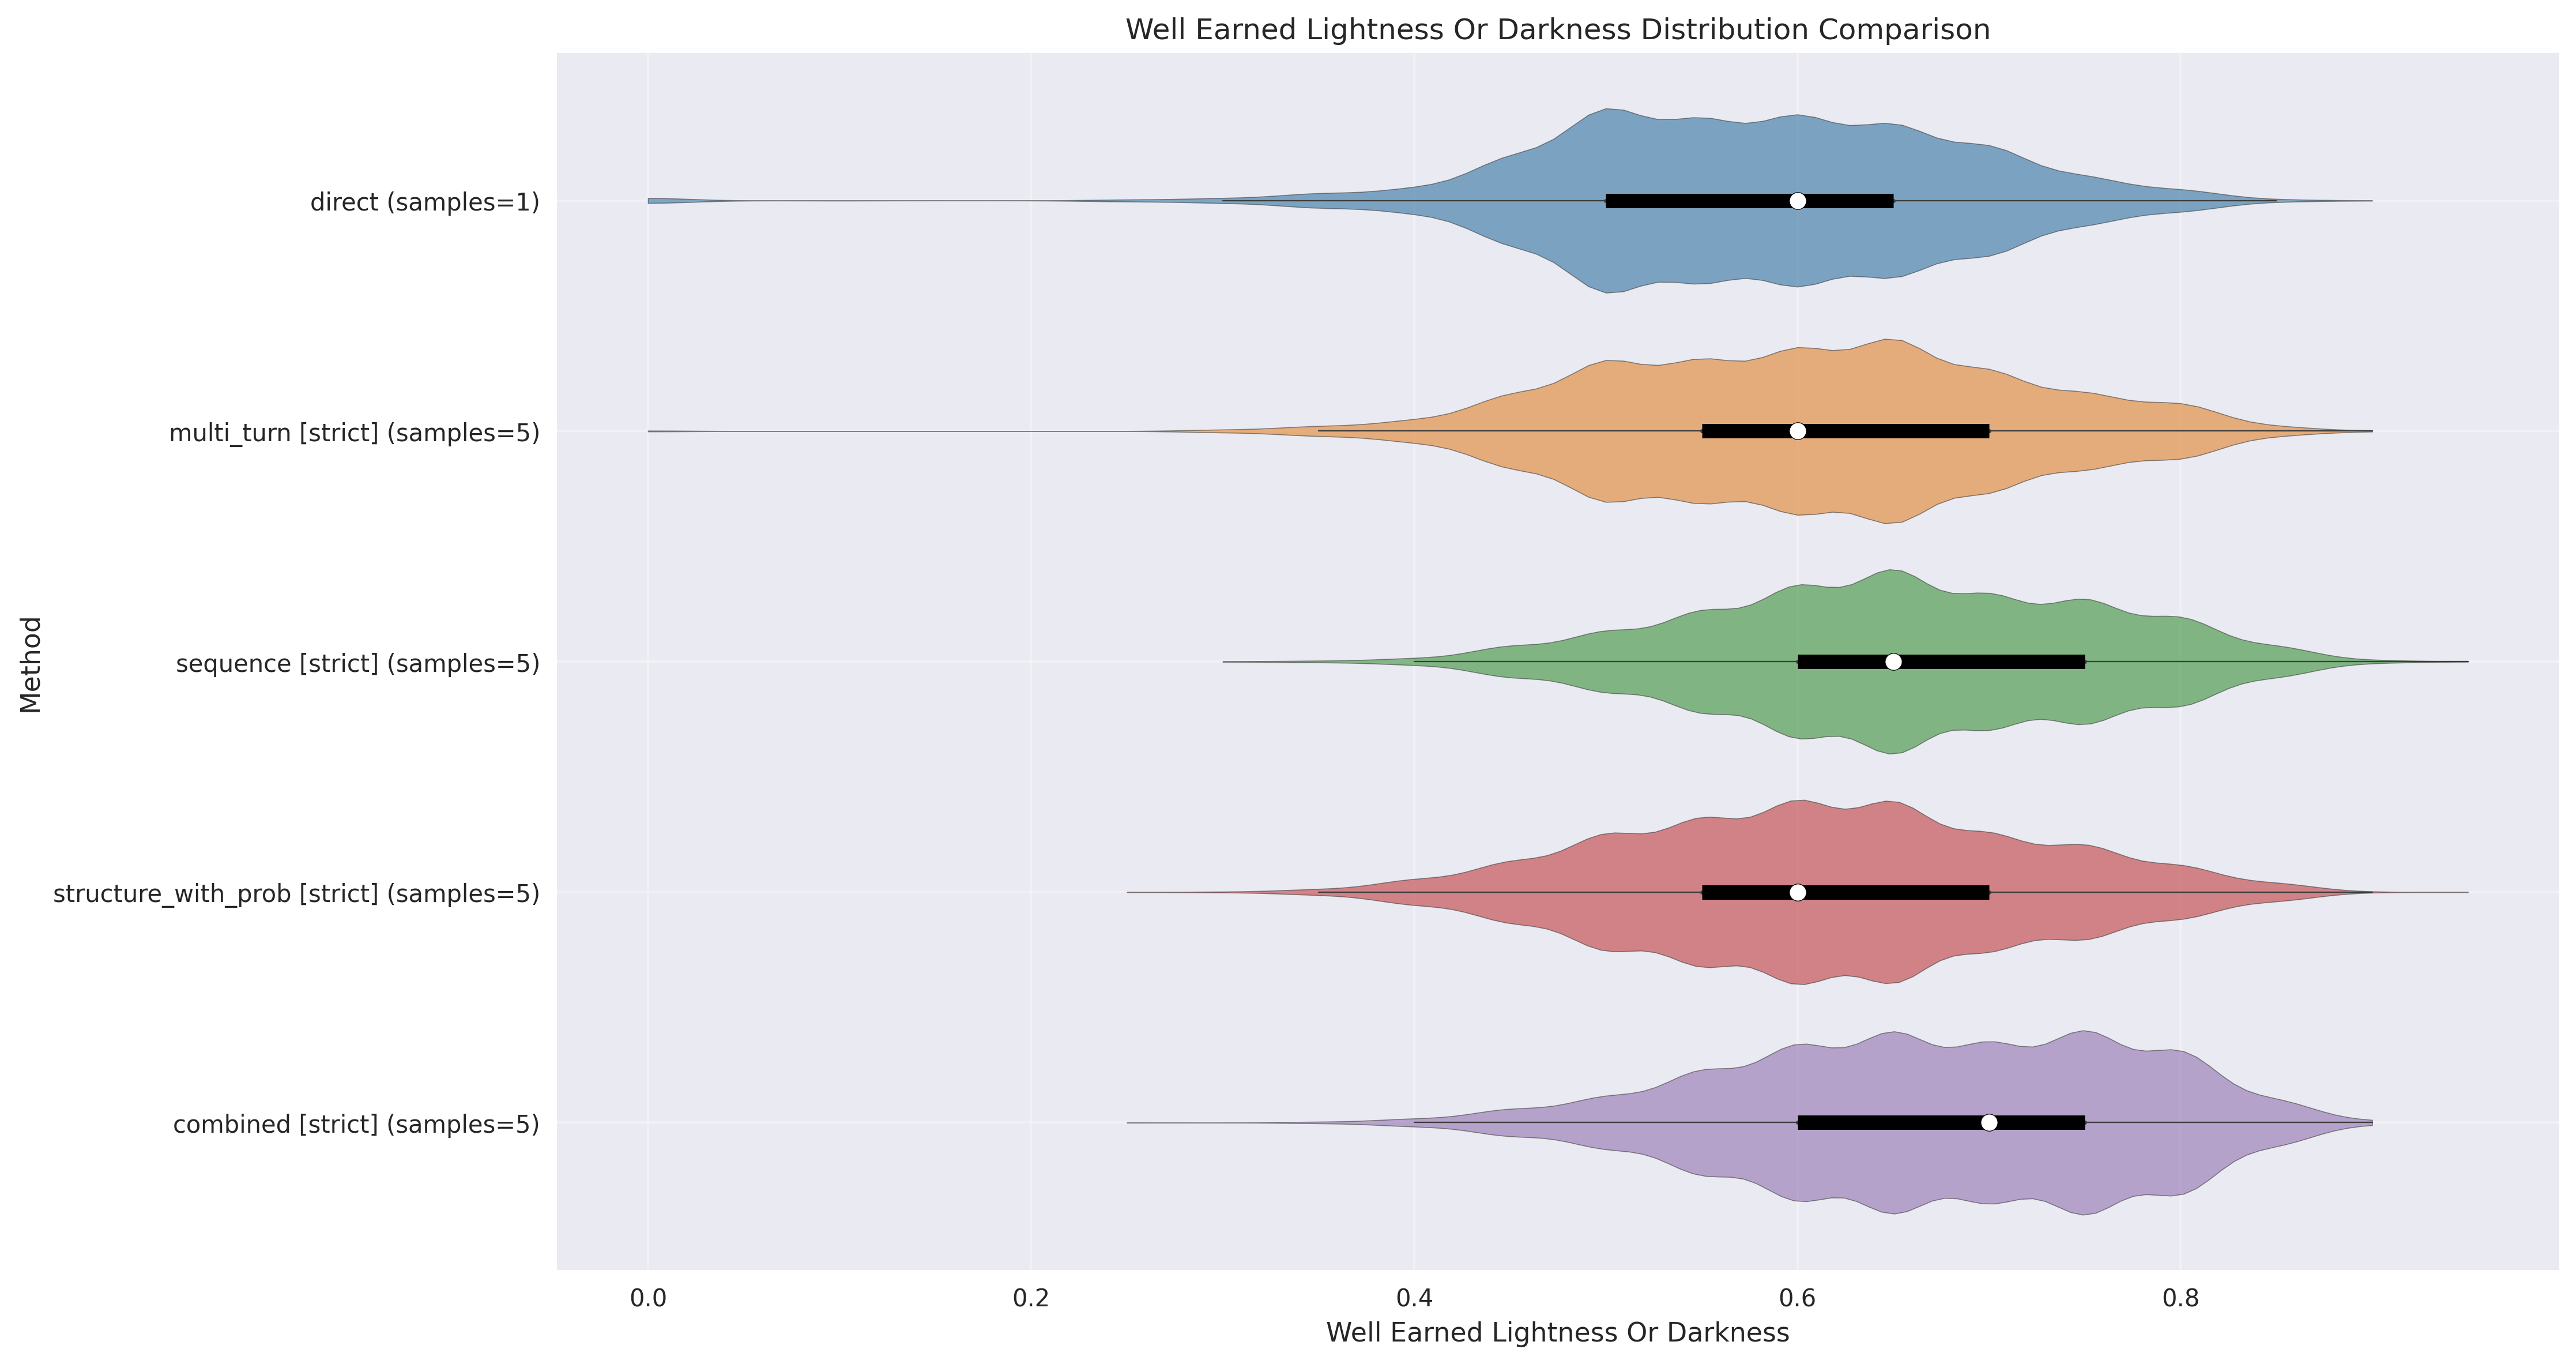 Well Earned Lightness Or Darkness Distribution Comparison
Method
direct (samples=1)
multi_turn [strict] (samples=5)
sequence [strict] (samples=5)
structure_with_prob [strict] (samples=5)
combined [strict] (samples=5)
0.0 0.2 0.4 0.6 0.8
Well Earned Lightness Or Darkness